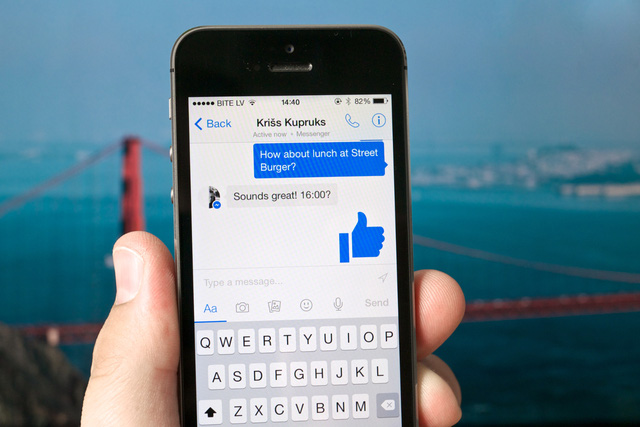 BITE LV 14:40 82%
Back Krišs Kupruks
Active now • Messenger
How about lunch at Street
Burger?
Sounds great! 16:00?
Type a message...
Aa Send
Q W E R T Y U I O P
A S D F G H J K L
Z X C V B N M